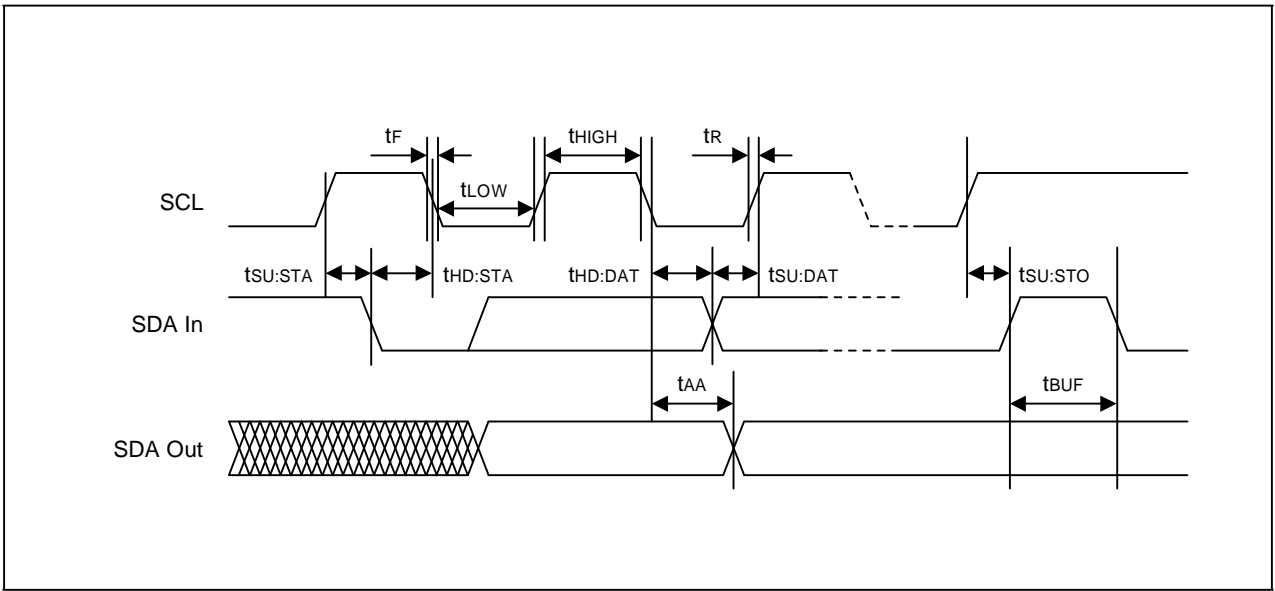 tF
tHIGH
tR
SCL
tLOW
tSU:STA
tHD:STA
tHD:DAT
tSU:DAT
tSU:STO
SDA In
tAA
tBUF
SDA Out